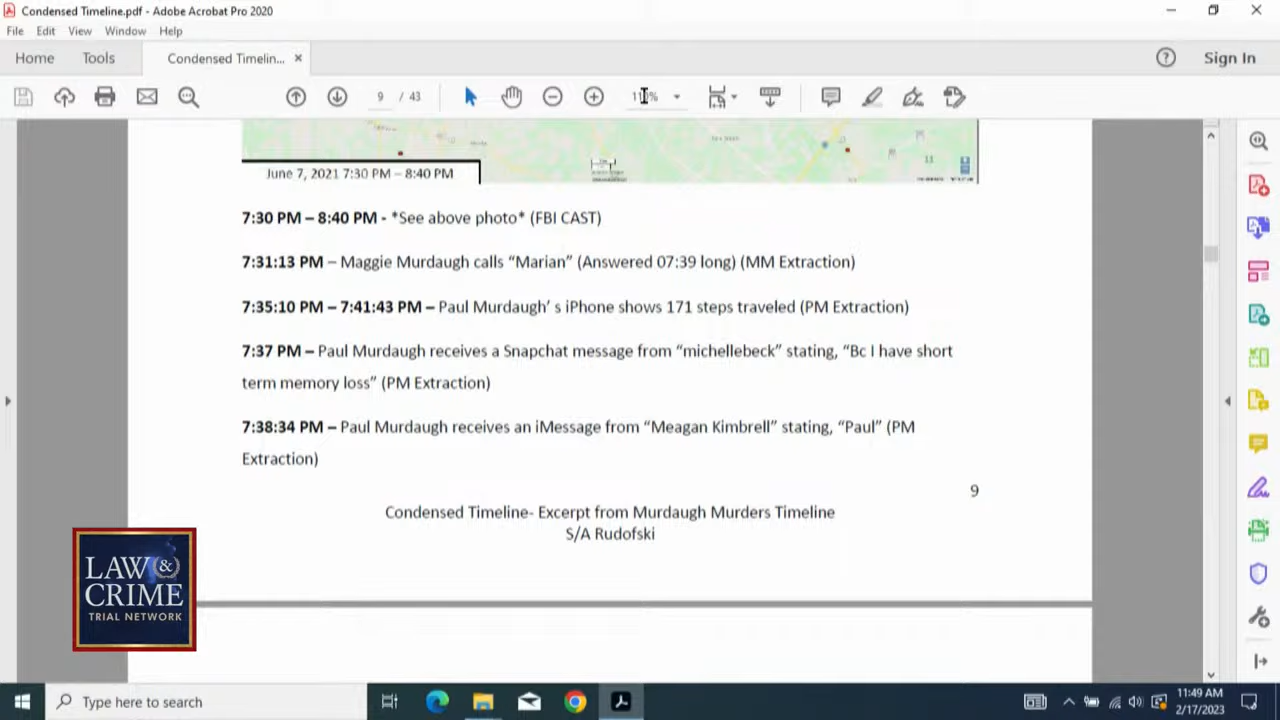 Condensed Timeline.pdf - Adobe Acrobat Pro 2020
File Edit View Window Help
Home Tools Condensed Timelin... × Sign In
9 / 43
June 7, 2021 7:30 PM – 8:40 PM
11
7:30 PM – 8:40 PM - *See above photo* (FBI CAST)
7:31:13 PM – Maggie Murdaugh calls “Marian” (Answered 07:39 long) (MM Extraction)
7:35:10 PM – 7:41:43 PM – Paul Murdaugh’ s iPhone shows 171 steps traveled (PM Extraction)
7:37 PM – Paul Murdaugh receives a Snapchat message from “michellebeck” stating, “Bc I have short
term memory loss” (PM Extraction)
7:38:34 PM – Paul Murdaugh receives an iMessage from “Meagan Kimbrell” stating, “Paul” (PM
Extraction)
9
Condensed Timeline- Excerpt from Murdaugh Murders Timeline
S/A Rudofski
LAW &
CRIME
TRIAL NETWORK
Type here to search
11:49 AM
2/17/2023